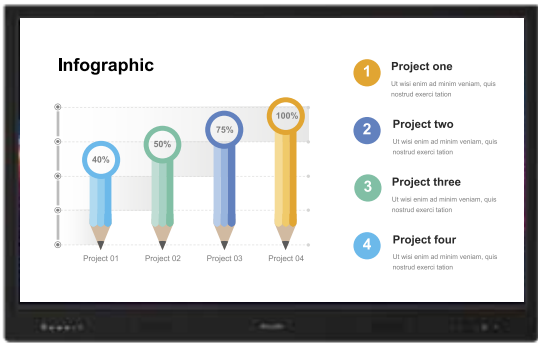 Infographic
40%
50%
75%
100%
Project 01
Project 02
Project 03
Project 04
1
Project one
Ut wisi enim ad minim veniam, quis
nostrud exerci tation
2
Project two
Ut wisi enim ad minim veniam, quis
nostrud exerci tation
3
Project three
Ut wisi enim ad minim veniam, quis
nostrud exerci tation
4
Project four
Ut wisi enim ad minim veniam, quis
nostrud exerci tation